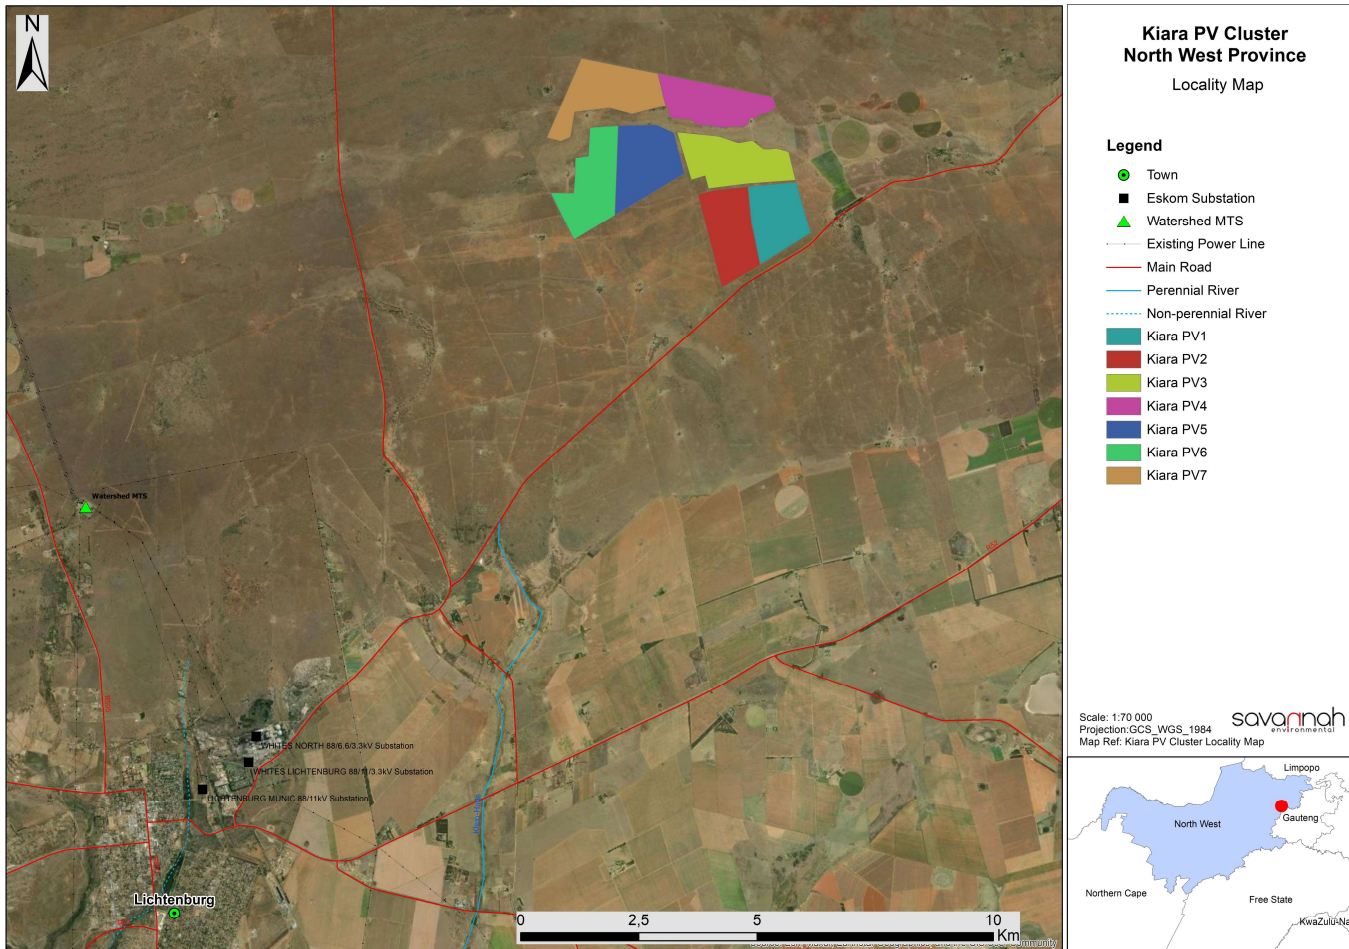 N
Kiara PV Cluster
North West Province
Locality Map
Legend
Town
Eskom Substation
Watershed MTS
Existing Power Line
Main Road
Perennial River
Non-perennial River
Kiara PV1
Kiara PV2
Kiara PV3
Kiara PV4
Kiara PV5
Kiara PV6
Kiara PV7
Watershed MTS
R52
WHITES NORTH 88/6.6/3.3kV Substation
WHITES LICHTENBURG 88/11/3.3kV Substation
LICHTENBURG MUNIC 88/11kV Substation
Lichtenburg
0 2,5 5 10
Km
Community
Scale: 1:70 000
Projection:GCS_WGS_1984
Map Ref: Kiara PV Cluster Locality Map
savannah
environmental
Limpopo
North West
Gauteng
Northern Cape
Free State
KwaZulu-Na